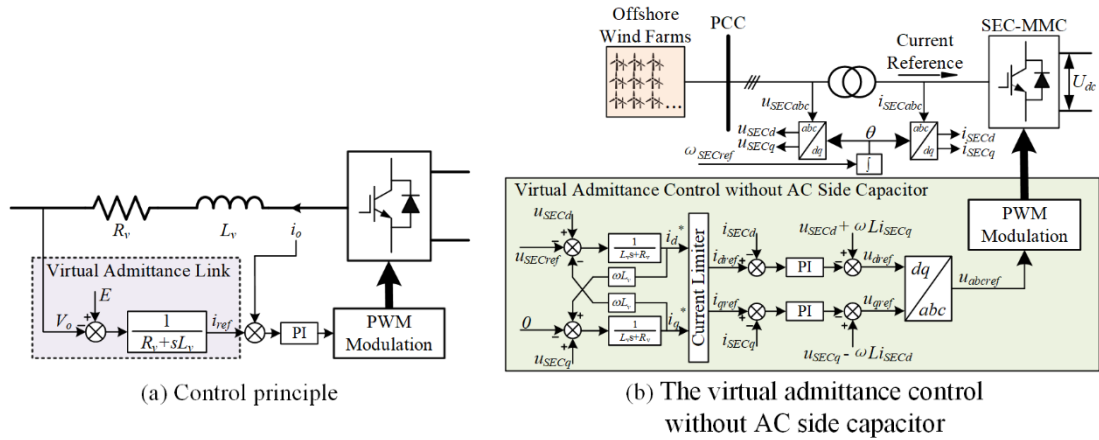 R_v
L_v
i_o
Virtual Admittance Link
E
V_o
+
-
1
R_v+sL_v
i_ref
+
-
PI
PWM
Modulation
(a) Control principle
Offshore
Wind Farms
...
PCC
SEC-MMC
Current
Reference
U_dc
u_SECabc
i_SECabc
abc
dq
abc
dq
u_SECd
u_SECq
θ
i_SECd
i_SECq
ω_SECref
∫
Virtual Admittance Control without AC Side Capacitor
u_SECd
u_SECref
1
L_vs+R_v
i_d*
ωL_v
ωL_v
0
1
L_vs+R_v
i_q*
u_SECq
Current Limiter
i_SECd
i_dref
PI
u_SECd+ ωLi_SECq
u_dref
i_qref
PI
u_qref
i_SECq
u_SECq- ωLi_SECd
dq
abc
u_abcref
PWM
Modulation
(b) The virtual admittance control
without AC side capacitor